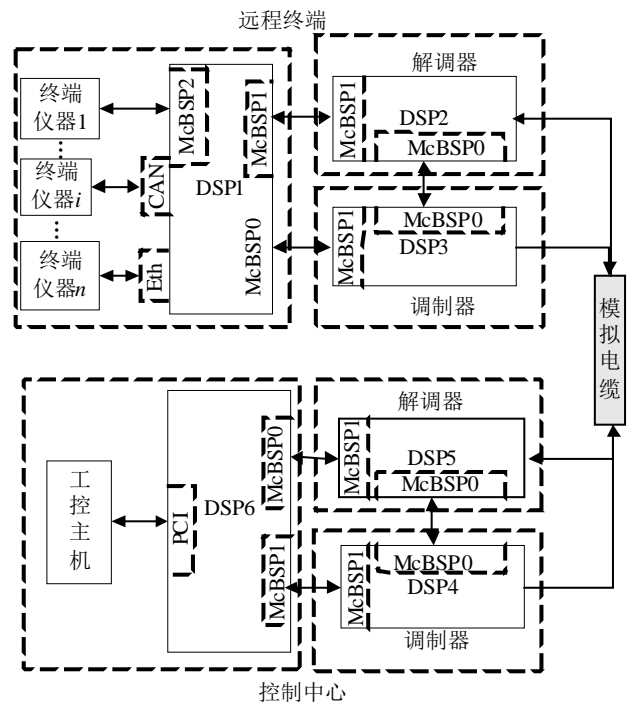 远程终端
终端
仪器1
终端
仪器i
终端
仪器n
McBSP2
CAN
Eth
DSP1
McBSP1
McBSP0
解调器
McBSP1
DSP2
McBSP0
McBSP1
McBSP0
DSP3
调制器
模拟电缆
工控主机
PCI
DSP6
McBSP0
McBSP1
解调器
McBSP1
DSP5
McBSP0
McBSP1
McBSP0
DSP4
调制器
控制中心